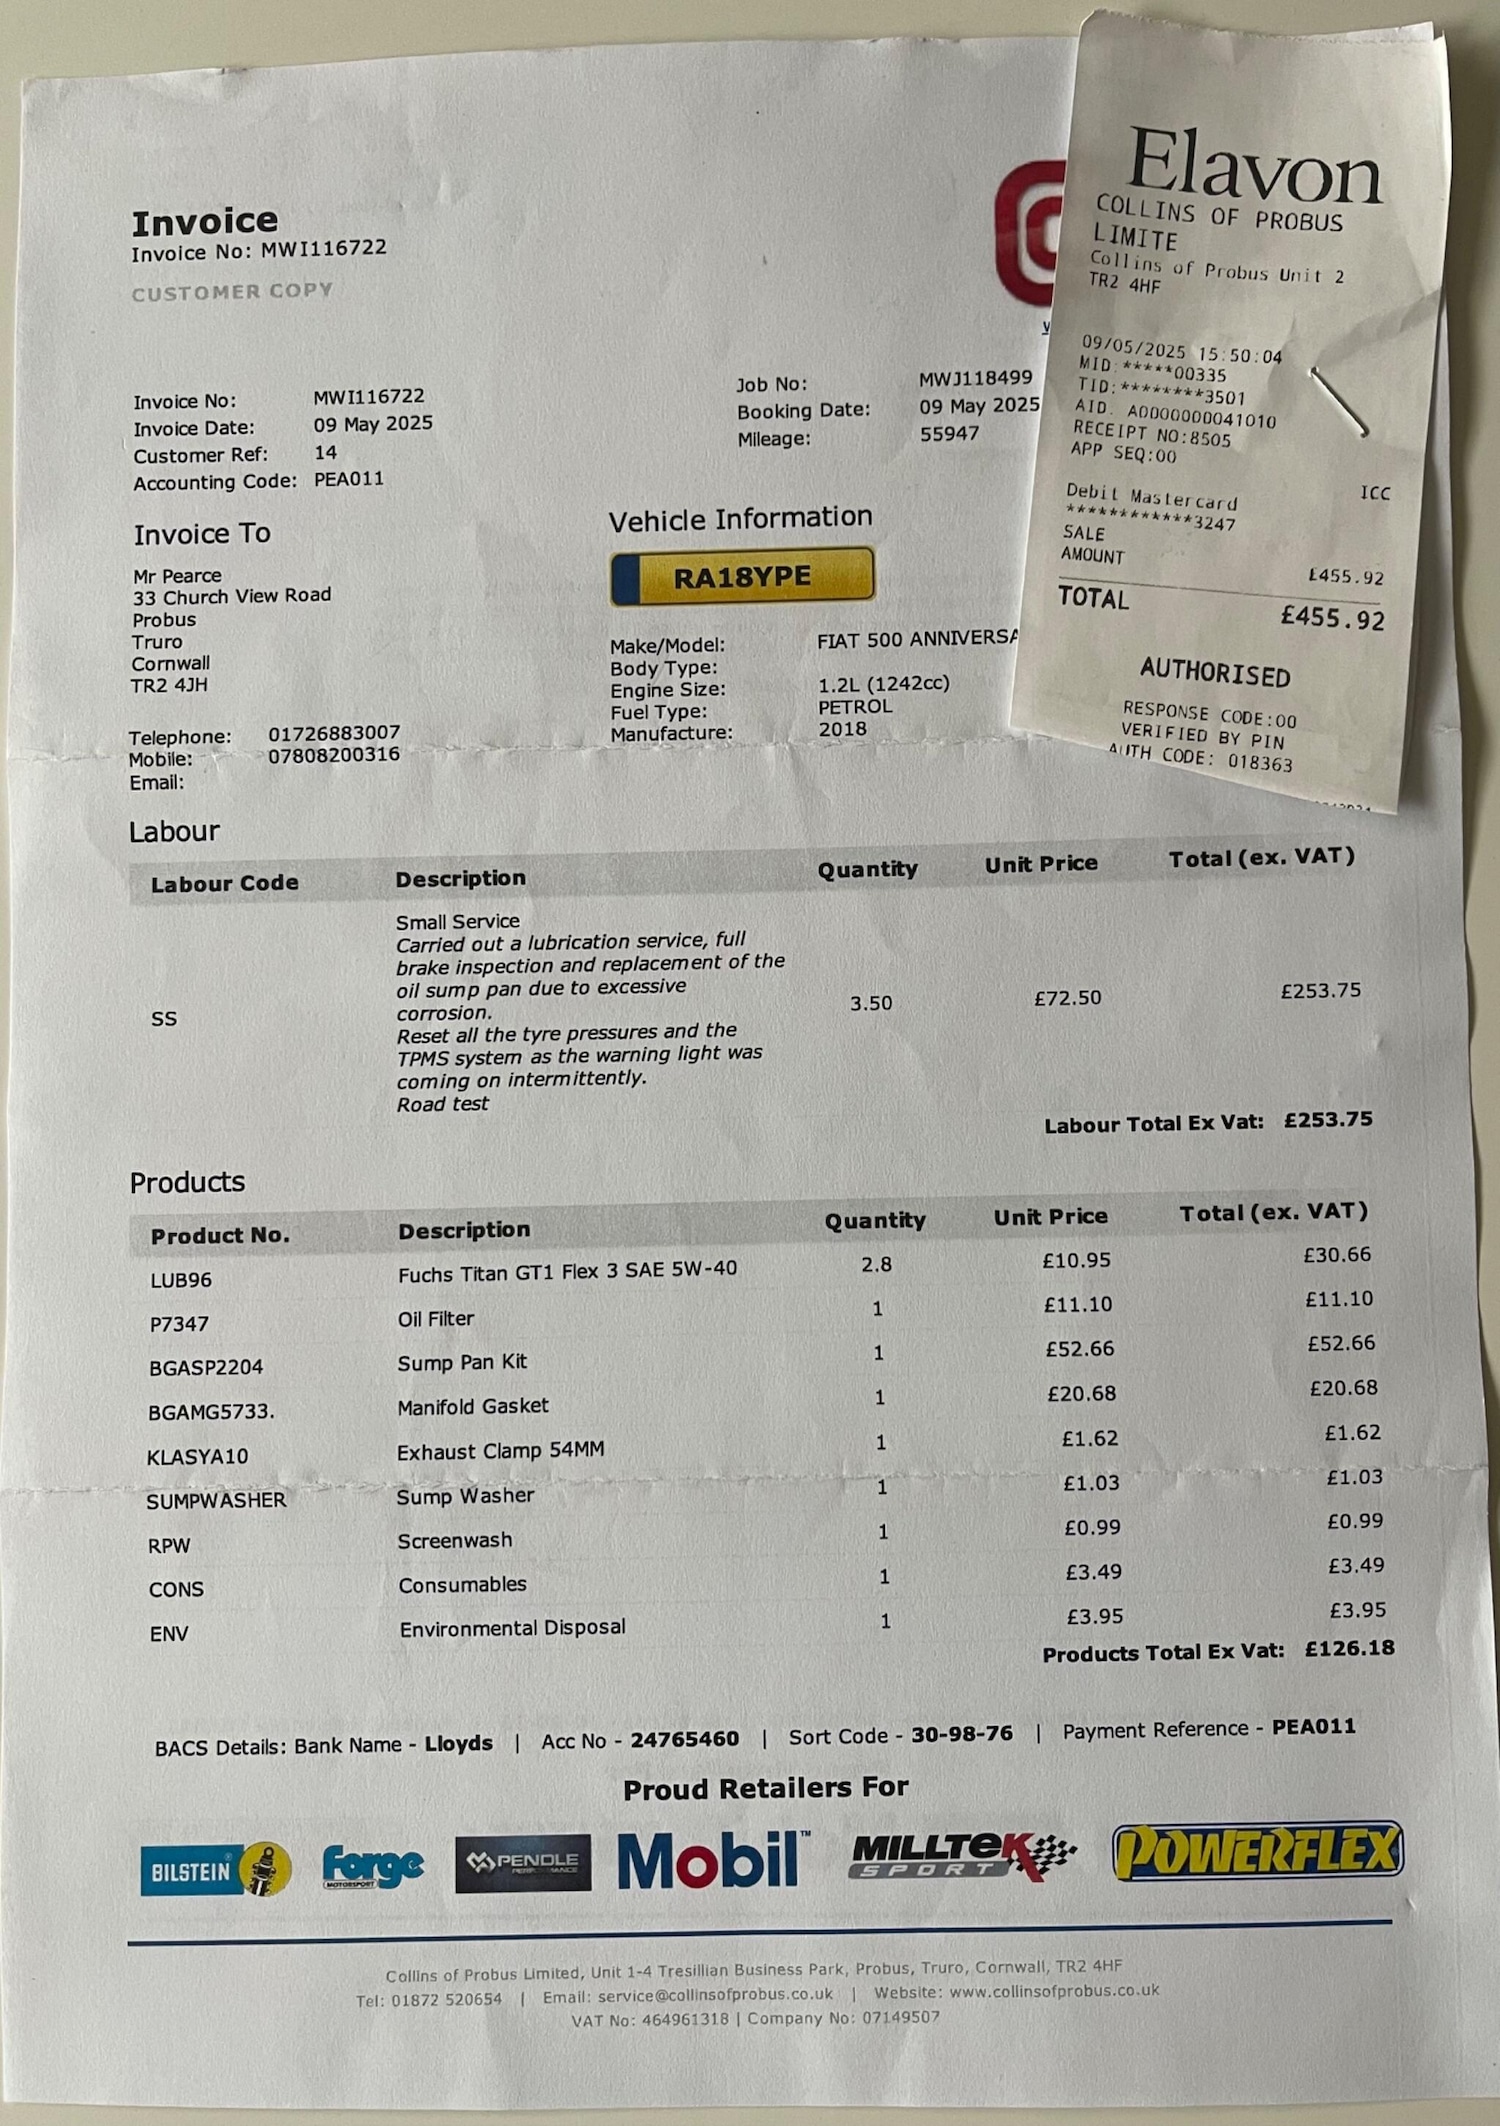 Invoice
Invoice No: MWI116722
CUSTOMER COPY
Invoice No: MWI116722
Invoice Date: 09 May 2025
Customer Ref: 14
Accounting Code: PEA011
Job No: MWJ118499
Booking Date: 09 May 2025
Mileage: 55947
Invoice To
Mr Pearce
33 Church View Road
Probus
Truro
Cornwall
TR2 4JH
Telephone: 01726883007
Mobile: 07808200316
Email:
Vehicle Information
RA18YPE
Make/Model: FIAT 500 ANNIVERSA
Body Type:
Engine Size: 1.2L (1242cc)
Fuel Type: PETROL
Manufacture: 2018
Elavon
COLLINS OF PROBUS
LIMITE
Collins of Probus Unit 2
TR2 4HF
09/05/2025 15:50:04
MID:*****00335
TID:********3501
AID: A0000000041010
RECEIPT NO:8505
APP SEQ:00
ICC
Debit Mastercard
************3247
SALE
AMOUNT £455.92
TOTAL £455.92
AUTHORISED
RESPONSE CODE:00
VERIFIED BY PIN
AUTH CODE: 018363
Labour
Labour Code Description Quantity Unit Price Total (ex. VAT)
Small Service
Carried out a lubrication service, full
brake inspection and replacement of the
oil sump pan due to excessive
corrosion.
SS 3.50 £72.50 £253.75
Reset all the tyre pressures and the
TPMS system as the warning light was
coming on intermittently.
Road test
Labour Total Ex Vat: £253.75
Products
Product No. Description Quantity Unit Price Total (ex. VAT)
LUB96 Fuchs Titan GT1 Flex 3 SAE 5W-40 2.8 £10.95 £30.66
P7347 Oil Filter 1 £11.10 £11.10
BGASP2204 Sump Pan Kit 1 £52.66 £52.66
BGAMG5733. Manifold Gasket 1 £20.68 £20.68
KLASYA10 Exhaust Clamp 54MM 1 £1.62 £1.62
SUMPWASHER Sump Washer 1 £1.03 £1.03
RPW Screenwash 1 £0.99 £0.99
CONS Consumables 1 £3.49 £3.49
ENV Environmental Disposal 1 £3.95 £3.95
Products Total Ex Vat: £126.18
BACS Details: Bank Name - Lloyds | Acc No - 24765460 | Sort Code - 30-98-76 | Payment Reference - PEA011
Proud Retailers For
BILSTEIN® Forge MOTORSPORT PENDLE PERFORMANCE Mobil™ MILLTEK SPORT POWERFLEX
Collins of Probus Limited, Unit 1-4 Tresillian Business Park, Probus, Truro, Cornwall, TR2 4HF
Tel: 01872 520654 | Email: service@collinsofprobus.co.uk | Website: www.collinsofprobus.co.uk
VAT No: 464961318 | Company No: 07149507